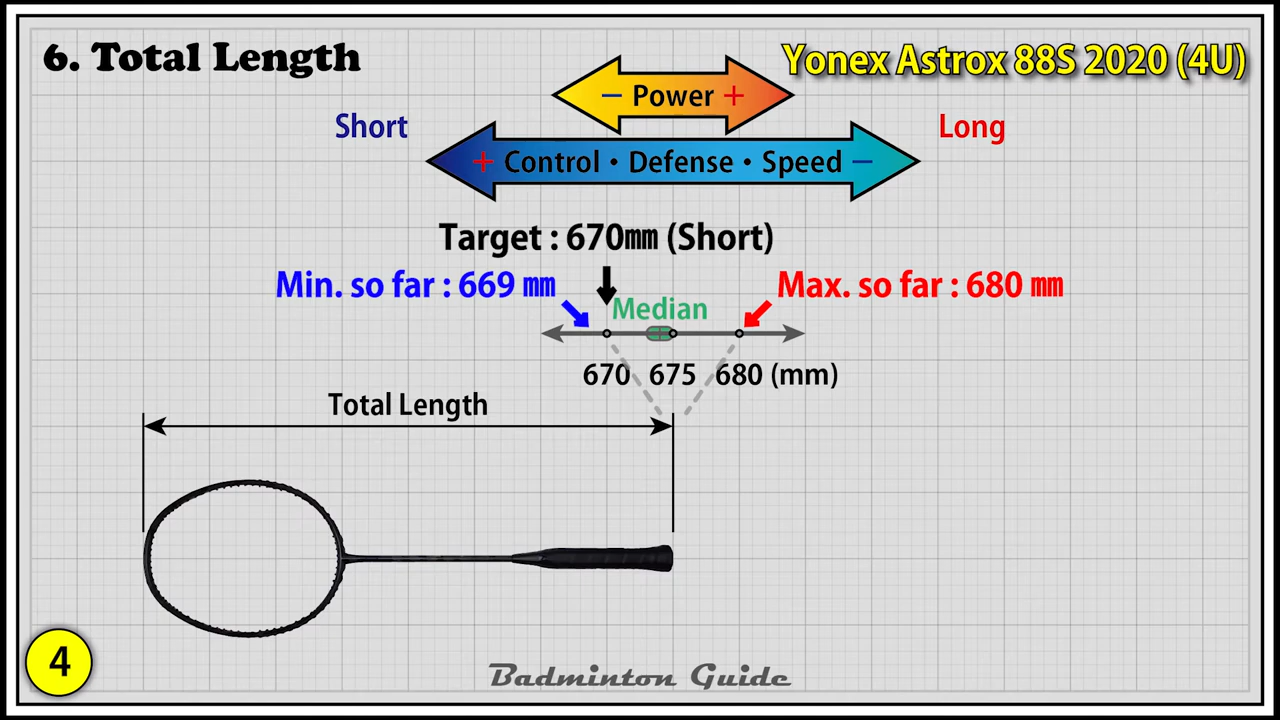 6. Total Length
Yonex Astrox 88S 2020 (4U)
− Power +
Short
Long
+ Control・Defense・Speed −
Target : 670㎜ (Short)
Min. so far : 669 ㎜
Max. so far : 680 ㎜
Median
670 675 680 (mm)
Total Length
4
Badminton Guide